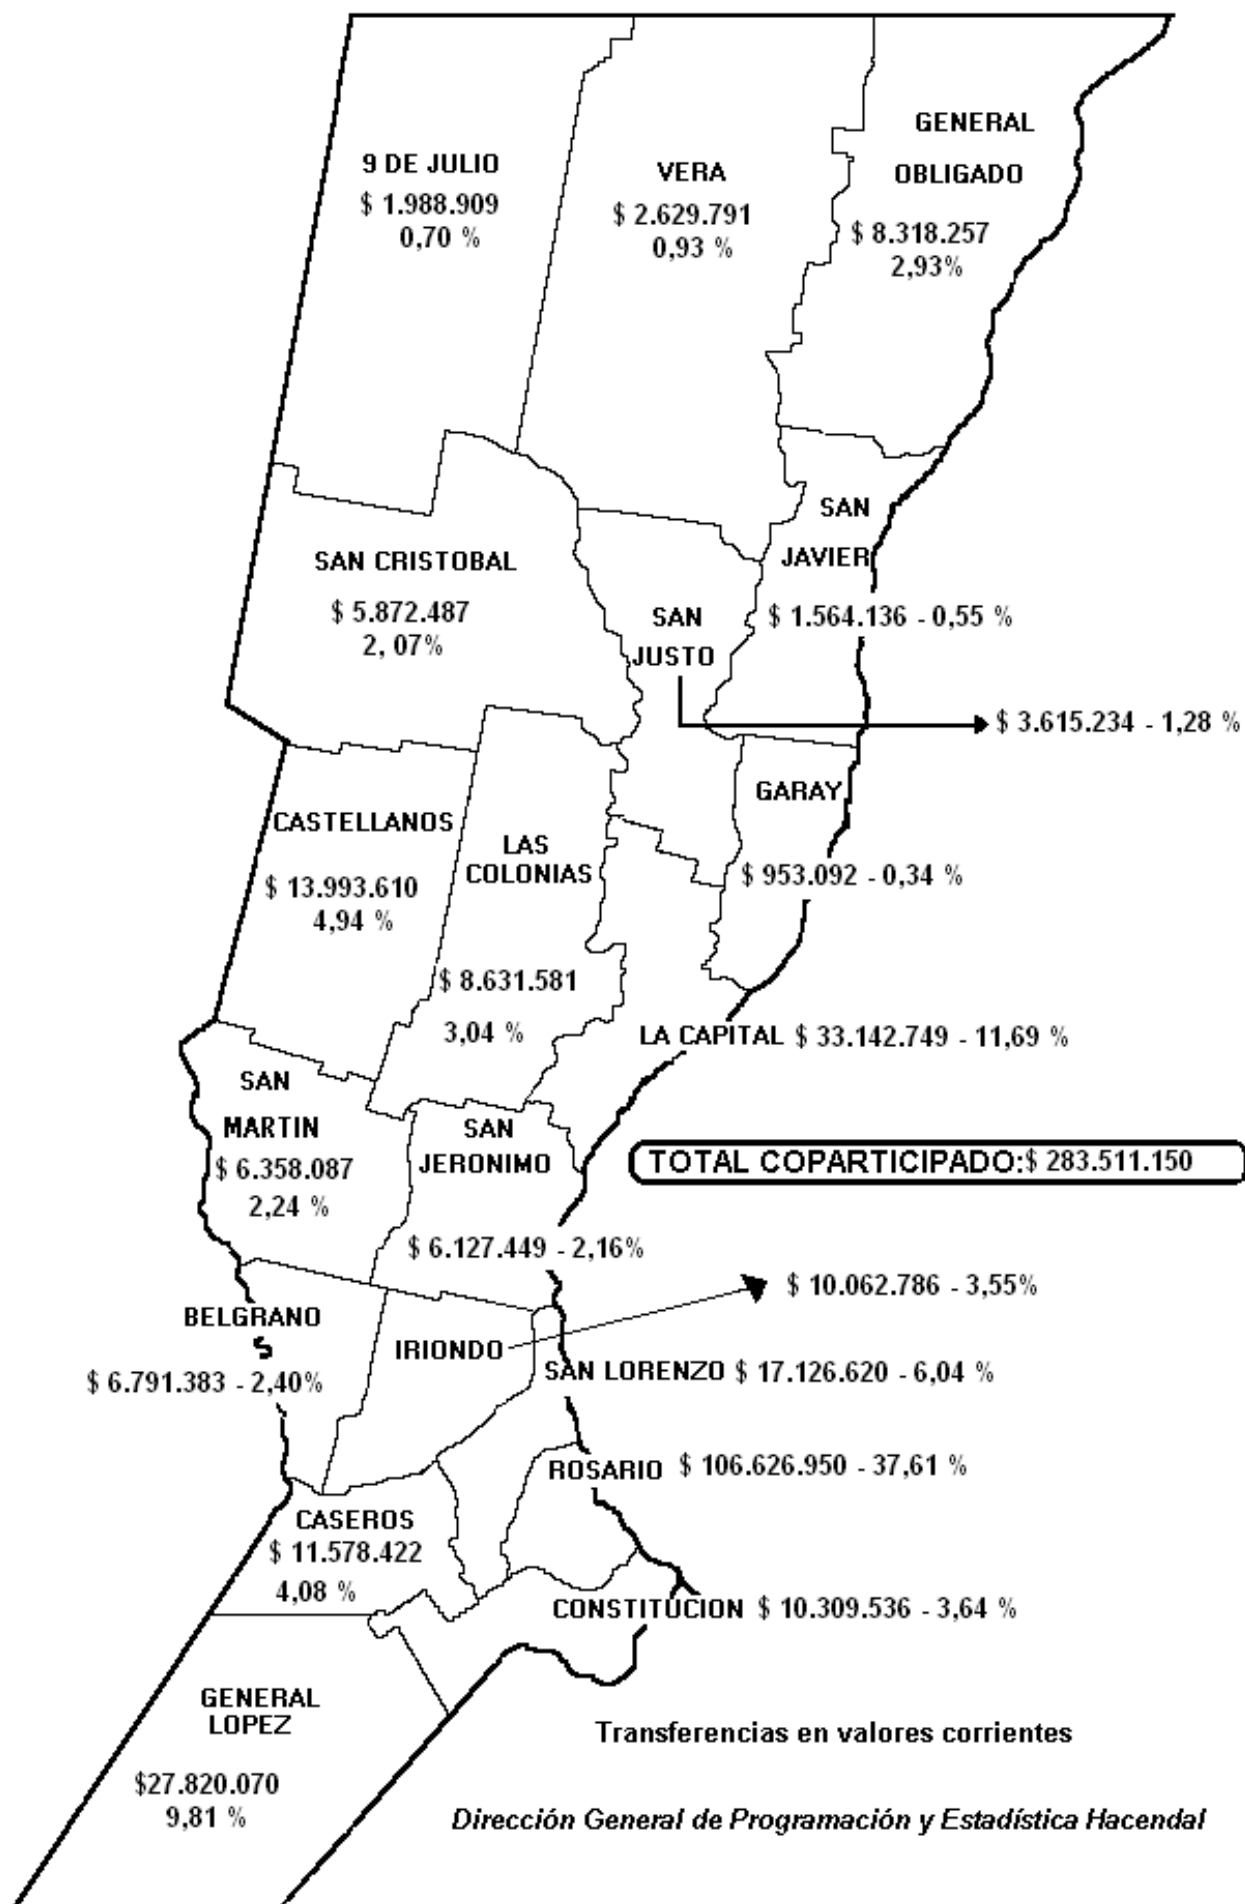 9 DE JULIO
$ 1.988.909
0,70 %
VERA
$ 2.629.791
0,93 %
GENERAL
OBLIGADO
$ 8.318.257
2,93%
SAN CRISTOBAL
$ 5.872.487
2, 07%
SAN
JUSTO
$ 3.615.234 - 1,28 %
SAN
JAVIER
$ 1.564.136 - 0,55 %
GARAY
$ 953.092 - 0,34 %
CASTELLANOS
$ 13.993.610
4,94 %
LAS
COLONIAS
$ 8.631.581
3,04 %
LA CAPITAL $ 33.142.749 - 11,69 %
SAN
MARTIN
$ 6.358.087
2,24 %
SAN
JERONIMO
$ 6.127.449 - 2,16%
TOTAL COPARTICIPADO:$ 283.511.150
BELGRANO
$ 6.791.383 - 2,40%
IRIONDO
$ 10.062.786 - 3,55%
SAN LORENZO $ 17.126.620 - 6,04 %
ROSARIO $ 106.626.950 - 37,61 %
CASEROS
$ 11.578.422
4,08 %
CONSTITUCION $ 10.309.536 - 3,64 %
GENERAL
LOPEZ
$27.820.070
9,81 %
Transferencias en valores corrientes
Dirección General de Programación y Estadística Hacendal